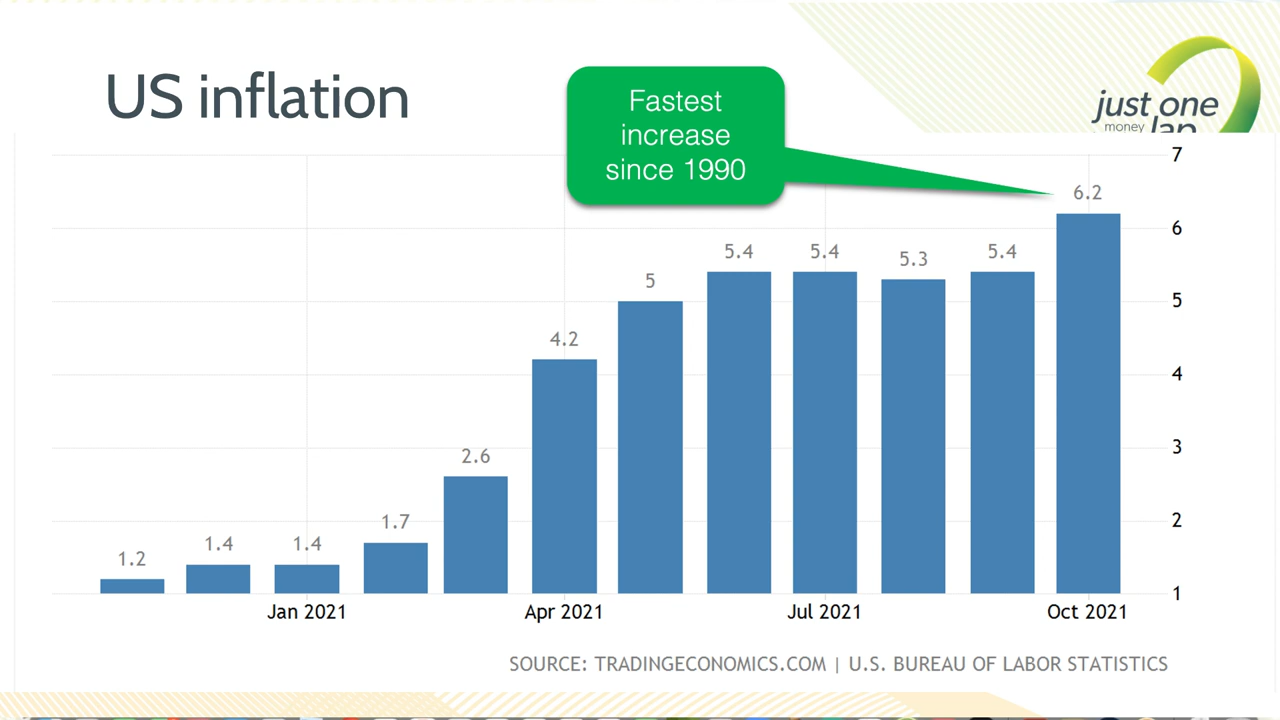 US inflation
Fastest
increase
since 1990
just one
money lap
7
6
5
4
3
2
1
1.2
1.4
1.4
1.7
2.6
4.2
5
5.4
5.4
5.3
5.4
6.2
Jan 2021
Apr 2021
Jul 2021
Oct 2021
SOURCE: TRADINGECONOMICS.COM | U.S. BUREAU OF LABOR STATISTICS